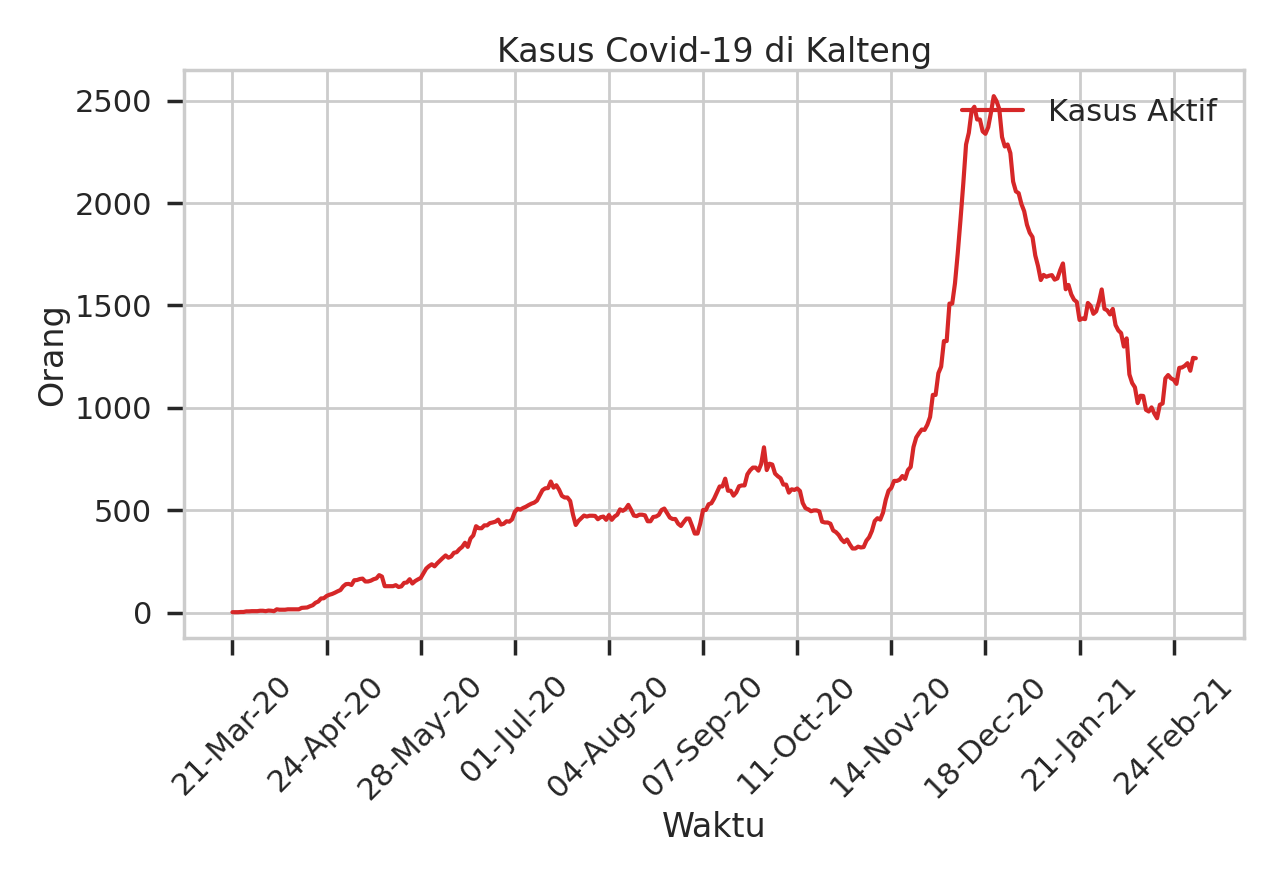 Kasus Covid-19 di Kalteng
Kasus Aktif
Orang
2500
2000
1500
1000
500
0
21-Mar-20
24-Apr-20
28-May-20
01-Jul-20
04-Aug-20
07-Sep-20
11-Oct-20
14-Nov-20
18-Dec-20
21-Jan-21
24-Feb-21
Waktu